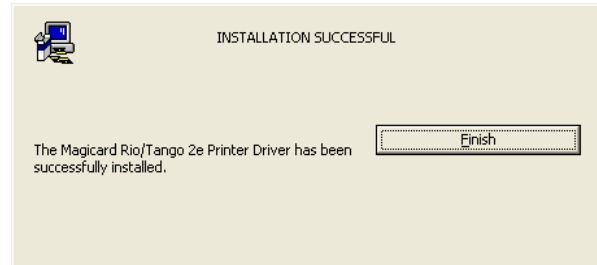 INSTALLATION SUCCESSFUL
Finish
The Magicard Rio/Tango 2e Printer Driver has been
successfully installed.